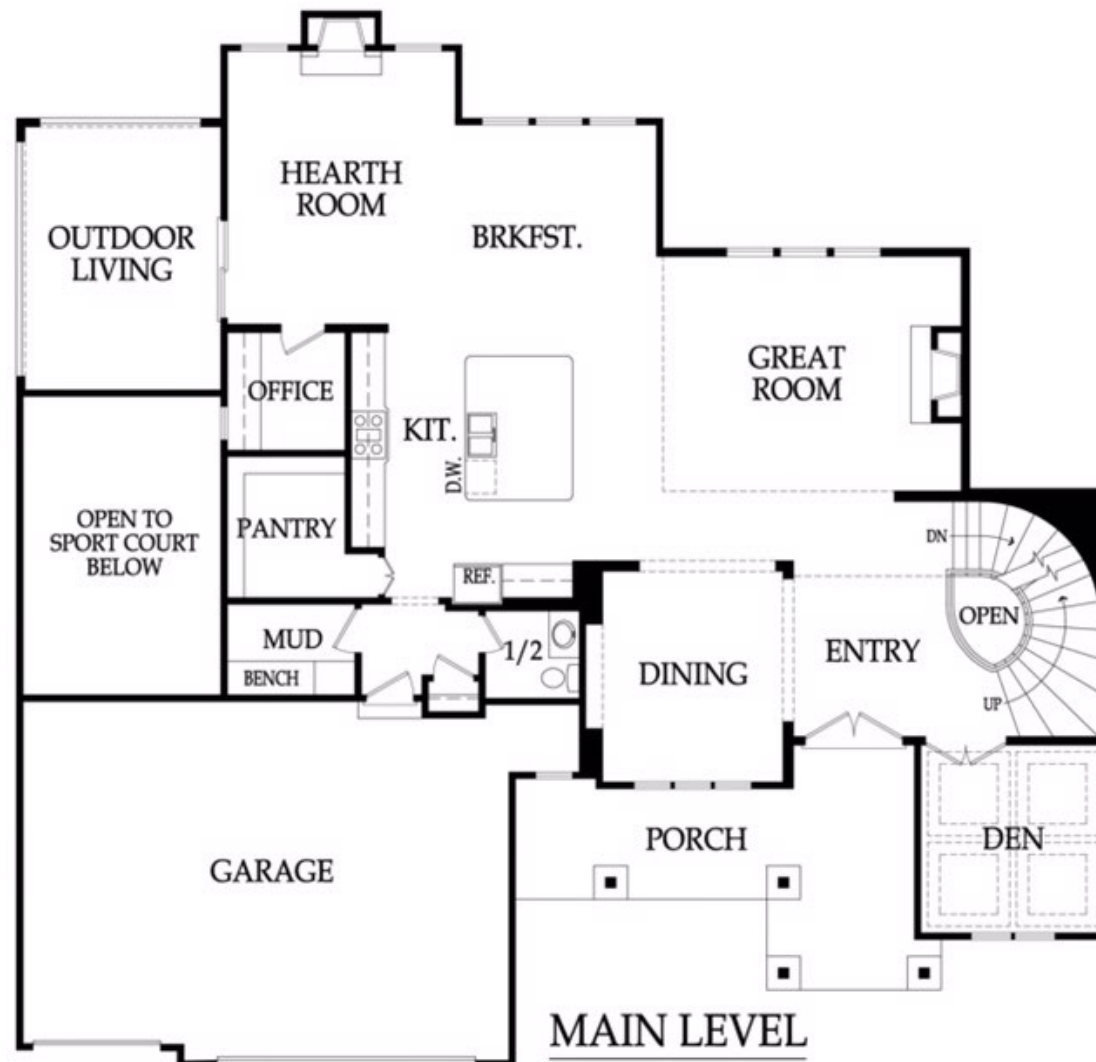 HEARTH
ROOM
OUTDOOR
LIVING
BRKFST.
GREAT
ROOM
OFFICE
KIT.
D.W.
PANTRY
OPEN TO
SPORT COURT
BELOW
DN
REF.
OPEN
MUD
1/2
ENTRY
DINING
BENCH
UP
PORCH
DEN
GARAGE
MAIN LEVEL